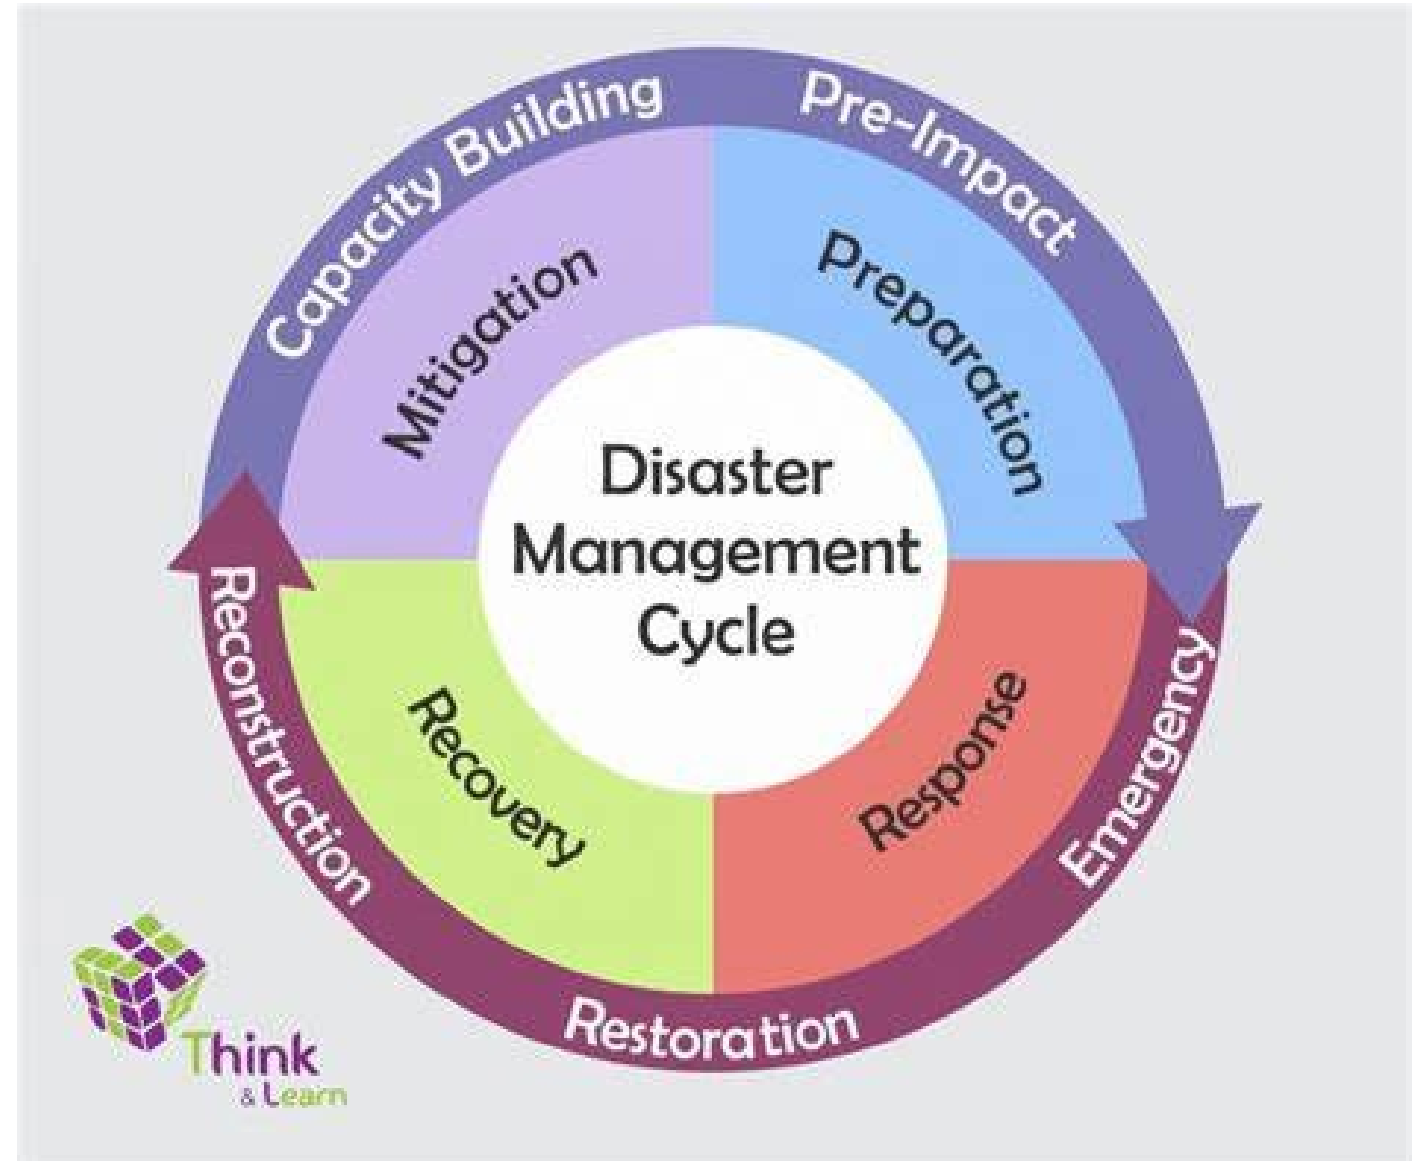 Capacity Building
Pre-Impact
Mitigation
Preparation
Disaster
Management
Cycle
Reconstruction
Recovery
Response
Emergency
Restoration
Think
& Learn